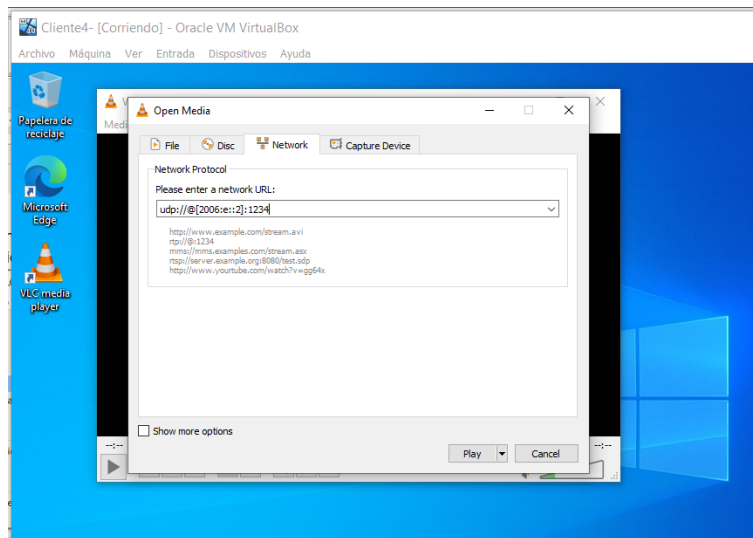 Cliente4- [Corriendo] - Oracle VM VirtualBox
Archivo Máquina Ver Entrada Dispositivos Ayuda
Papelera de
reciclaje
Microsoft
Edge
VLC media
player
Medi
Open Media
File Disc Network Capture Device
Network Protocol
Please enter a network URL:
udp://@[2006:e::2]:1234
http://www.example.com/stream.avi
rtp://@:1234
mms://mms.examples.com/stream.asx
rtsp://server.example.org:8080/test.sdp
http://www.yourtube.com/watch?v=gg64x
Show more options
Play Cancel
--:-- --:--